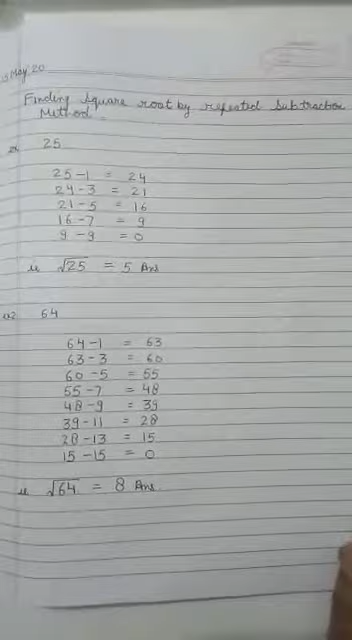 May 20
Finding Square root by repeated Subtraction
Method.
25
25-1 = 24
24-3 = 21
21-5 = 16
16-7 = 9
9-9 = 0
√25 = 5 Ans
64
64-1 = 63
63-3 = 60
60-5 = 55
55-7 = 48
48-9 = 39
39-11 = 28
28-13 = 15
15-15 = 0
√64 = 8 Ans